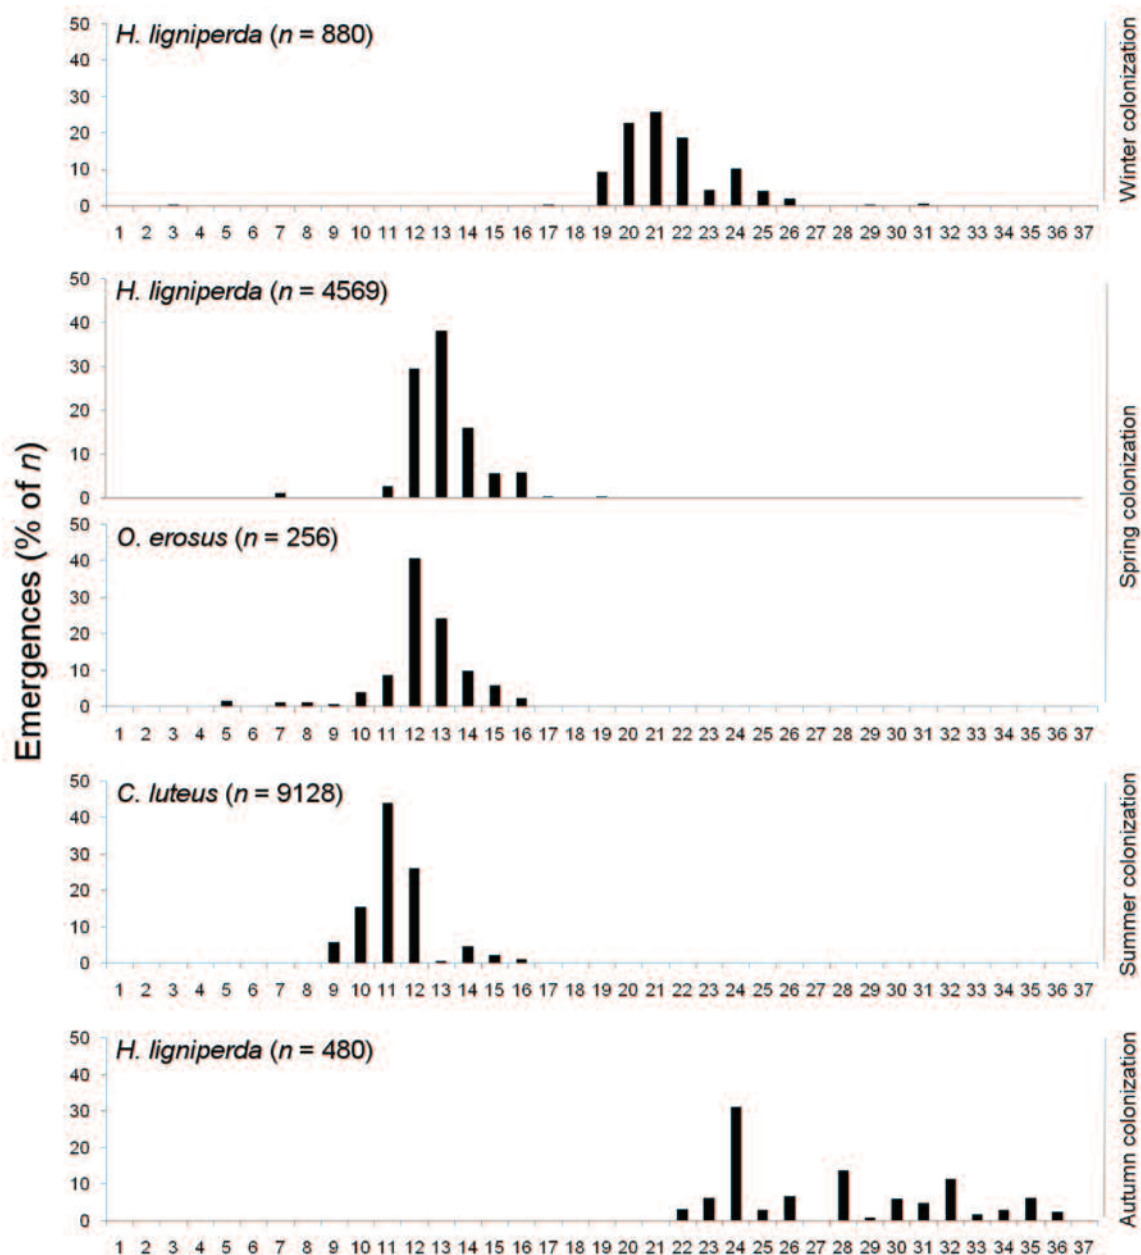 Emergences (% of n)
H. ligniperda (n = 880)
50
40
30
20
10
0
1 2 3 4 5 6 7 8 9 10 11 12 13 14 15 16 17 18 19 20 21 22 23 24 25 26 27 28 29 30 31 32 33 34 35 36 37
Winter colonization
H. ligniperda (n = 4569)
50
40
30
20
10
0
O. erosus (n = 256)
50
40
30
20
10
0
1 2 3 4 5 6 7 8 9 10 11 12 13 14 15 16 17 18 19 20 21 22 23 24 25 26 27 28 29 30 31 32 33 34 35 36 37
Spring colonization
C. luteus (n = 9128)
50
40
30
20
10
0
1 2 3 4 5 6 7 8 9 10 11 12 13 14 15 16 17 18 19 20 21 22 23 24 25 26 27 28 29 30 31 32 33 34 35 36 37
Summer colonization
H. ligniperda (n = 480)
50
40
30
20
10
0
1 2 3 4 5 6 7 8 9 10 11 12 13 14 15 16 17 18 19 20 21 22 23 24 25 26 27 28 29 30 31 32 33 34 35 36 37
Autumn colonization